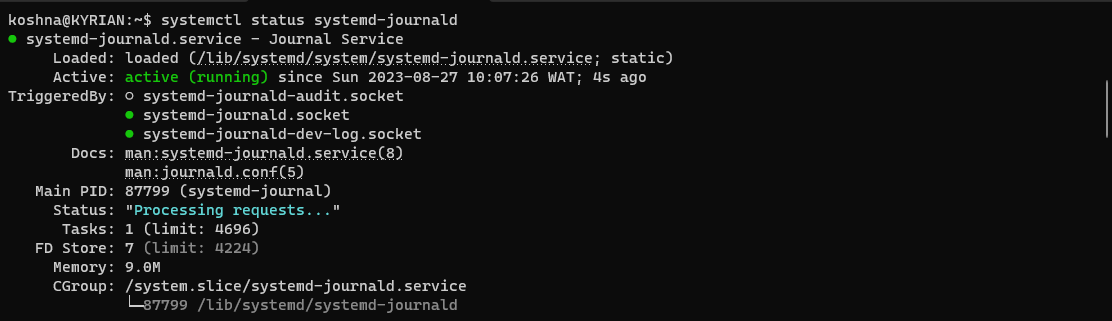 koshna@KYRIAN:~$ systemctl status systemd-journald
● systemd-journald.service - Journal Service
Loaded: loaded (/lib/systemd/system/systemd-journald.service; static)
Active: active (running) since Sun 2023-08-27 10:07:26 WAT; 4s ago
TriggeredBy: ○ systemd-journald-audit.socket
● systemd-journald.socket
● systemd-journald-dev-log.socket
Docs: man:systemd-journald.service(8)
man:journald.conf(5)
Main PID: 87799 (systemd-journal)
Status: "Processing requests..."
Tasks: 1 (limit: 4696)
FD Store: 7 (limit: 4224)
Memory: 9.0M
CGroup: /system.slice/systemd-journald.service
└─87799 /lib/systemd/systemd-journald